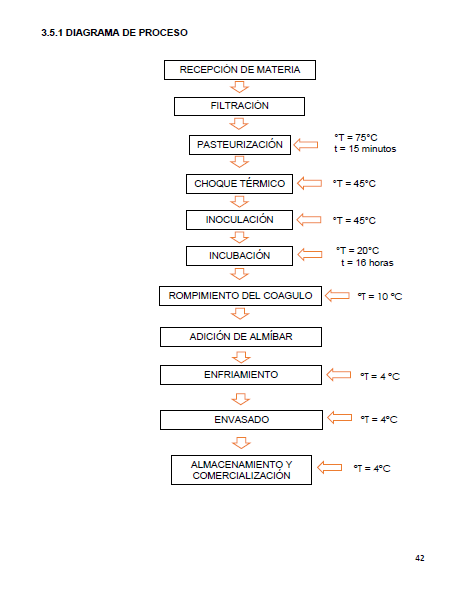 3.5.1 DIAGRAMA DE PROCESO
RECEPCIÓN DE MATERIA
FILTRACIÓN
PASTEURIZACIÓN
°T = 75°C
t = 15 minutos
CHOQUE TÉRMICO
°T = 45°C
INOCULACIÓN
°T = 45°C
INCUBACIÓN
°T = 20°C
t = 16 horas
ROMPIMIENTO DEL COAGULO
°T = 10 °C
ADICIÓN DE ALMÍBAR
ENFRIAMIENTO
°T = 4 °C
ENVASADO
°T = 4°C
ALMACENAMIENTO Y
COMERCIALIZACIÓN
°T = 4°C
42